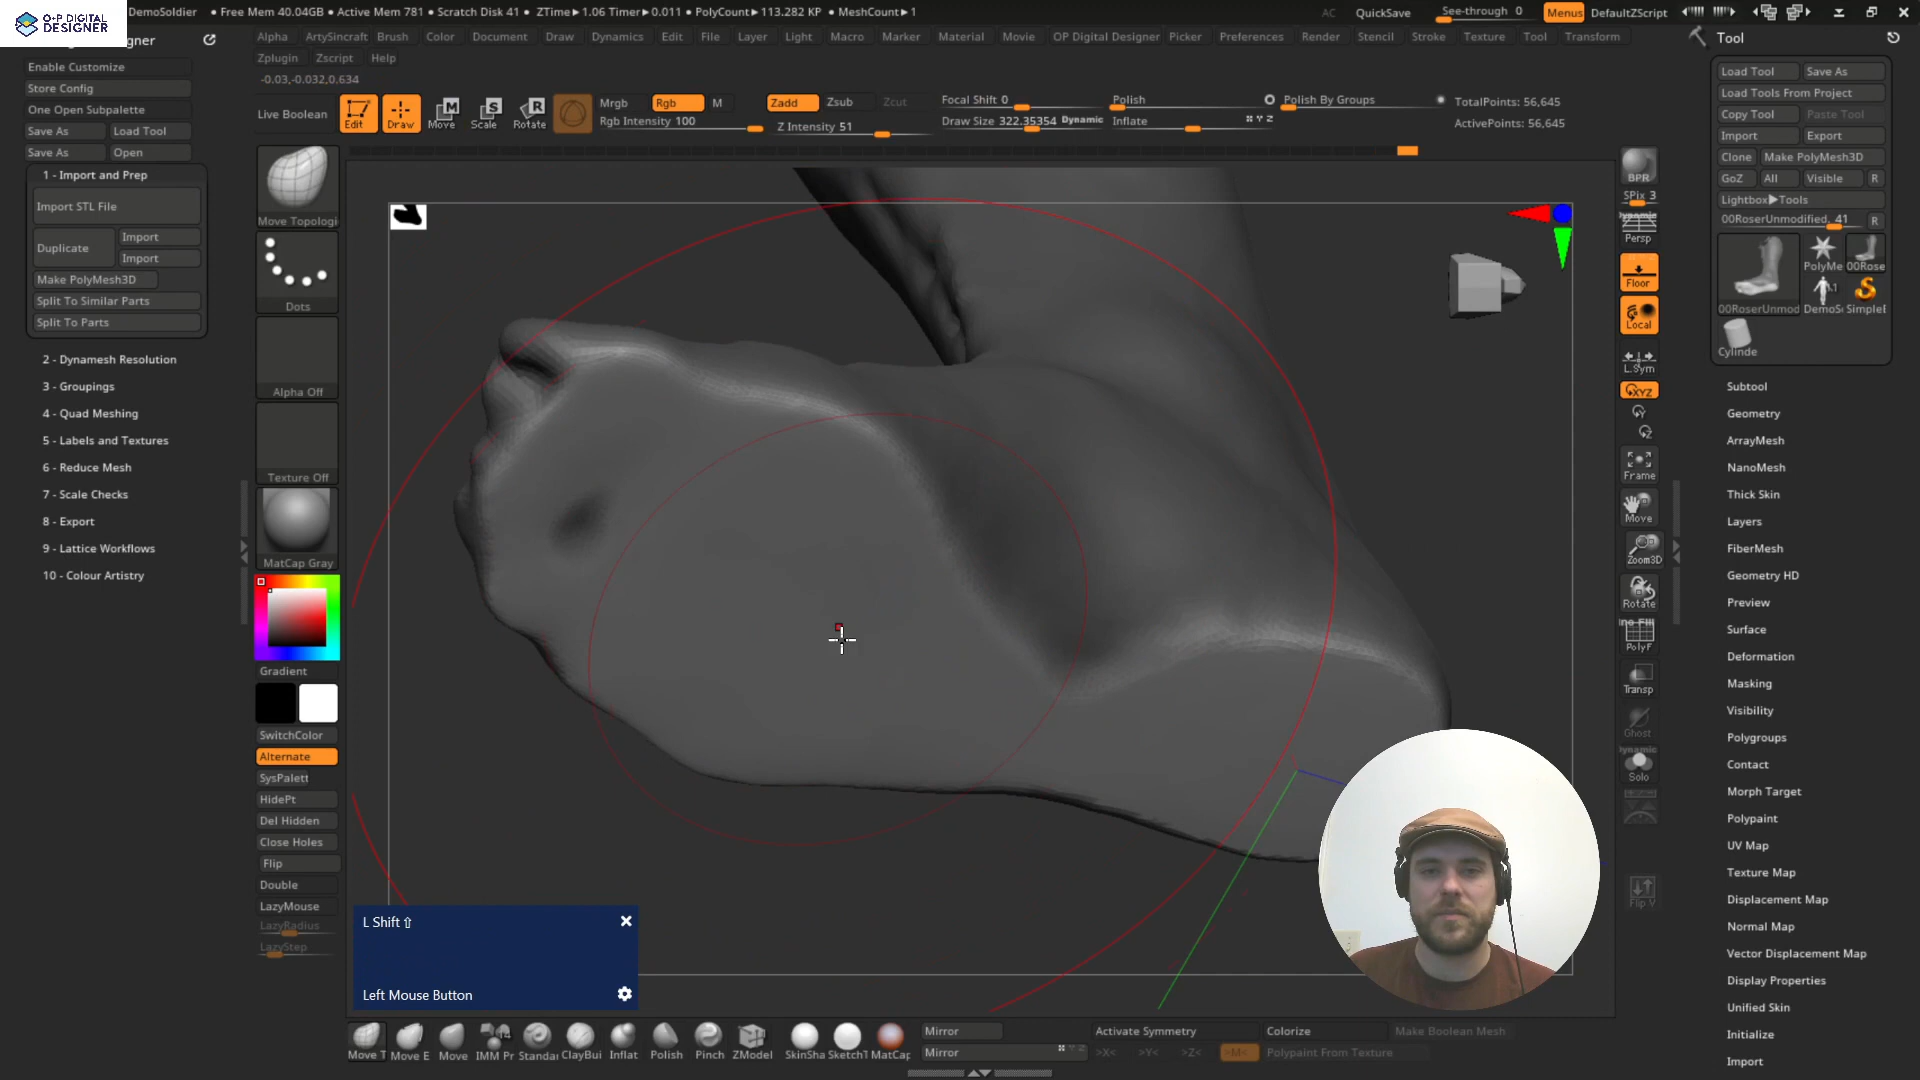 O+P DIGITAL
DESIGNER
DemoSoldier
● Free Mem 40.04GB ● Active Mem 781 ● Scratch Disk 41 ● ZTime▶1.06 Timer▶0.011 ● PolyCount▶113.282 KP ● MeshCount▶1
AC
QuickSave
See-through 0
Menus
DefaultZScript
Alpha
ArtySincraft
Brush
Color
Document
Draw
Dynamics
Edit
File
Layer
Light
Macro
Marker
Material
Movie
OP Digital Designer
Picker
Preferences
Render
Stencil
Stroke
Texture
Tool
Transform
Zplugin
Zscript
Help
-0.03,-0.032,0.634
Live Boolean
Edit
Draw
Move
Scale
Rotate
Mrgb
Rgb
M
Rgb Intensity 100
Zadd
Zsub
Zcut
Z Intensity 51
Focal Shift 0
Draw Size 322.35354
Dynamic
Polish
Inflate
Polish By Groups
TotalPoints: 56,645
ActivePoints: 56,645
Enable Customize
Store Config
One Open Subpalette
Save As
Load Tool
Save As
Open
1 - Import and Prep
Import STL File
Duplicate
Import
Import
Make PolyMesh3D
Split To Similar Parts
Split To Parts
2 - Dynamesh Resolution
3 - Groupings
4 - Quad Meshing
5 - Labels and Textures
6 - Reduce Mesh
7 - Scale Checks
8 - Export
9 - Lattice Workflows
10 - Colour Artistry
Move Topologi
Dots
Alpha Off
Texture Off
MatCap Gray
Gradient
SwitchColor
Alternate
SysPalett
HidePt
Del Hidden
Close Holes
Flip
Double
LazyMouse
LazyRadius
LazyStep
L Shift ⇧
Left Mouse Button
Move T
Move E
Move
IMM Pr
14
Standa
ClayBui
Inflat
Polish
Pinch
ZModel
SkinSha
SketchT
MatCap
Mirror
Mirror
Activate Symmetry
>X<
>Y<
>Z<
>M<
Colorize
Polypaint From Texture
Make Boolean Mesh
BPR
SPix 3
Dynamic
Persp
Floor
Local
L.Sym
XYZ
Frame
Move
Zoom3D
Rotate
PolyF
Transp
Ghost
Dynamic
Solo
Flip V
Tool
Load Tool
Save As
Load Tools From Project
Copy Tool
Paste Tool
Import
Export
Clone
Make PolyMesh3D
GoZ
All
Visible
R
Lightbox▶Tools
00RoserUnmodified. 41
R
00RoserUnmod
PolyMe
00Rose
DemoSo
SimpleB
Cylinde
Subtool
Geometry
ArrayMesh
NanoMesh
Thick Skin
Layers
FiberMesh
Geometry HD
Preview
Surface
Deformation
Masking
Visibility
Polygroups
Contact
Morph Target
Polypaint
UV Map
Texture Map
Displacement Map
Normal Map
Vector Displacement Map
Display Properties
Unified Skin
Initialize
Import